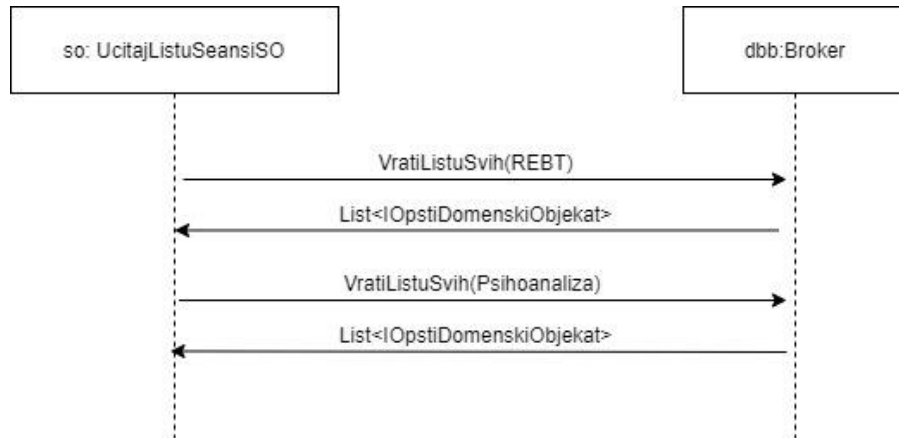 so: UcitajListuSeansiSO
dbb:Broker
VratiListuSvih(REBT)
List<IOpstiDomenskiObjekat>
VratiListuSvih(Psihoanaliza)
List<IOpstiDomenskiObjekat>